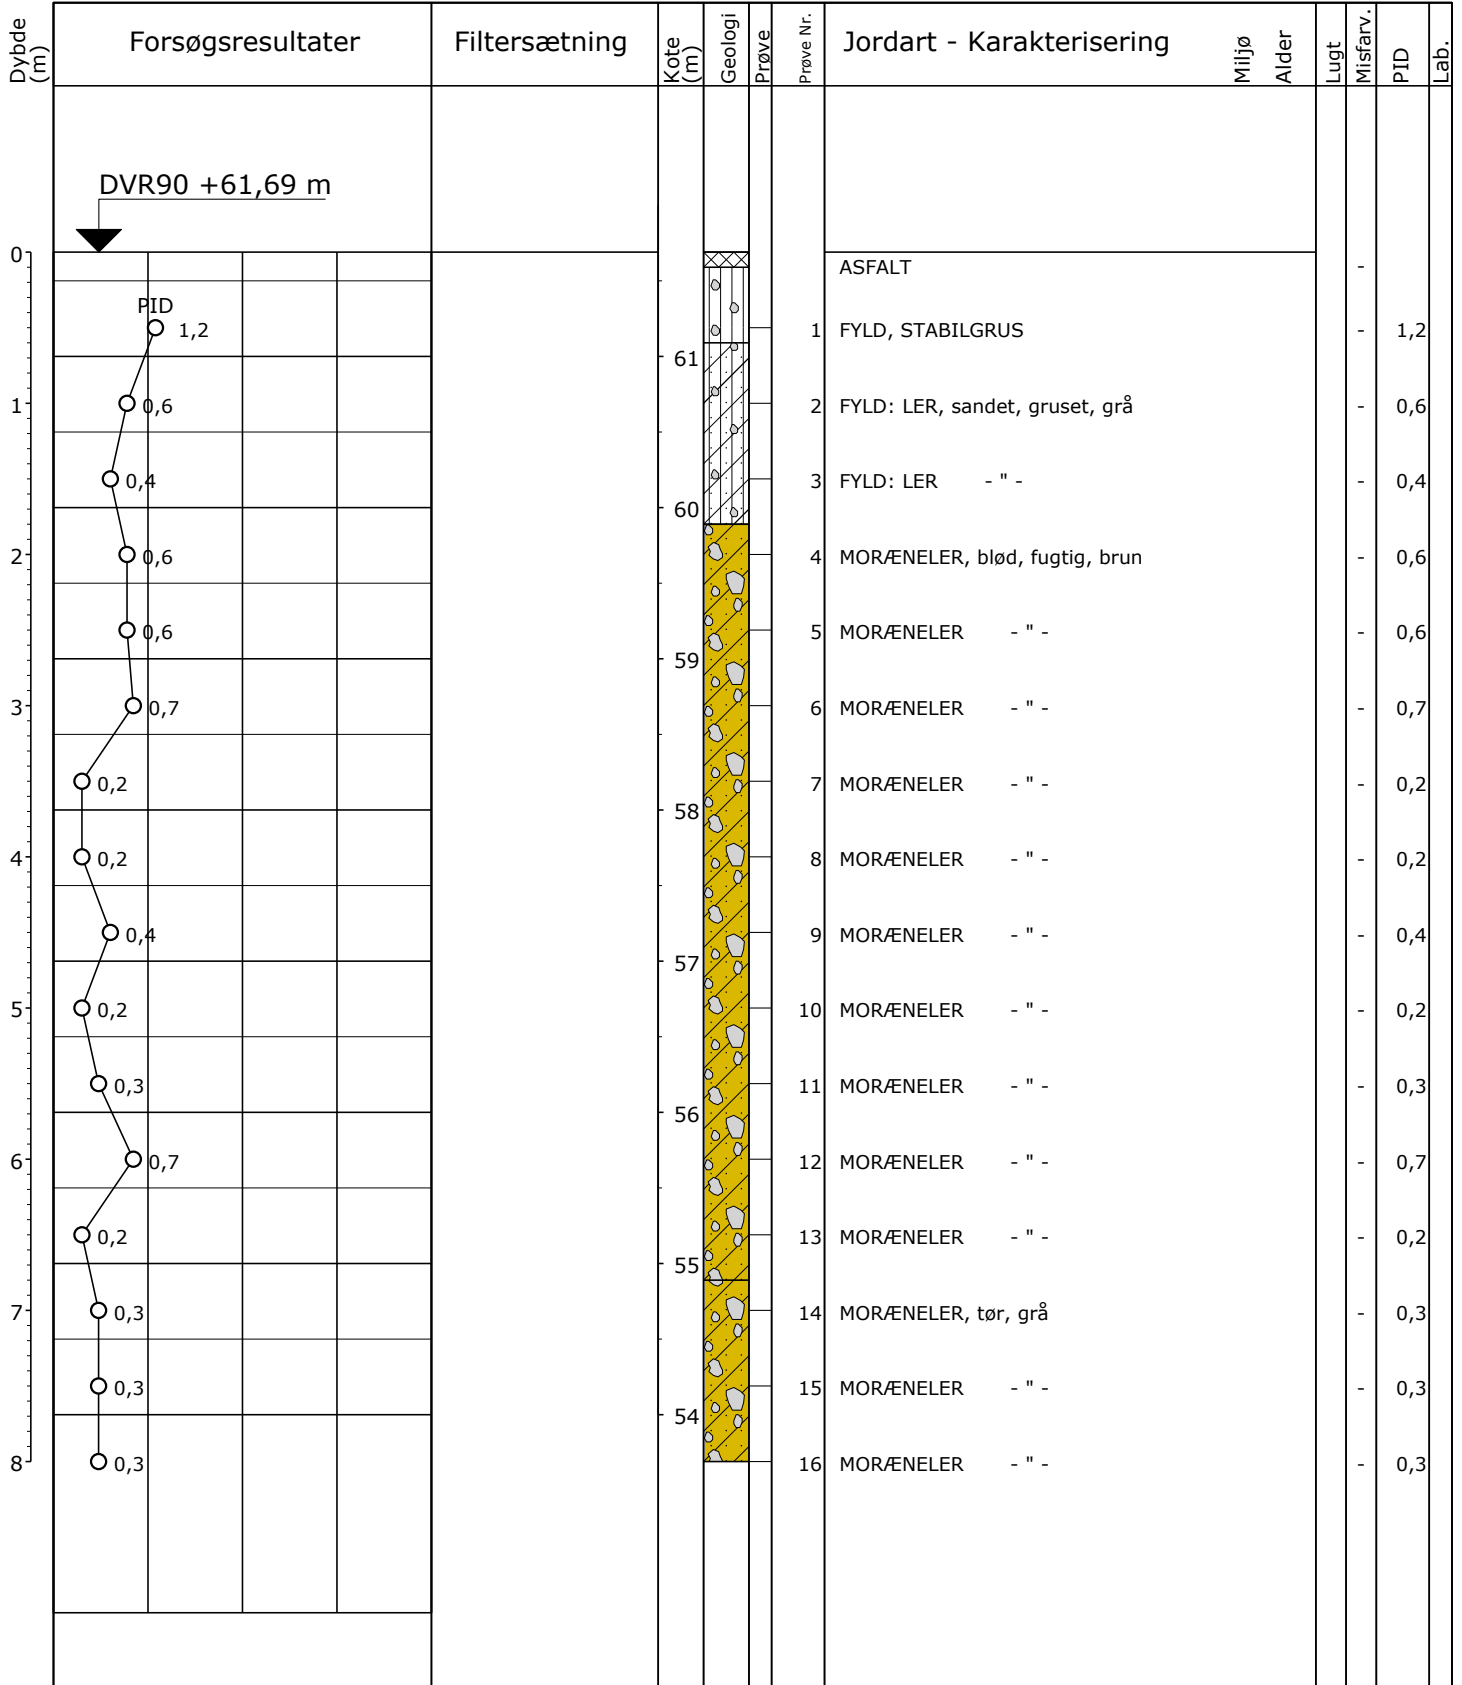 Dybde (m) Forsøgsresultater Filtersætning Kote (m) Geologi Prøve Prøve Nr. Jordart - Karakterisering Miljø Alder Lugt Misfarv. PID Lab.
DVR90 +61,69 m
0
ASFALT -
PID
1,2 1 FYLD, STABILGRUS - 1,2
61
1 0,6 2 FYLD: LER, sandet, gruset, grå - 0,6
0,4 3 FYLD: LER - " - - 0,4
60
2 0,6 4 MORÆNELER, blød, fugtig, brun - 0,6
0,6 5 MORÆNELER - " - - 0,6
59
3 0,7 6 MORÆNELER - " - - 0,7
0,2 7 MORÆNELER - " - - 0,2
58
4 0,2 8 MORÆNELER - " - - 0,2
0,4 9 MORÆNELER - " - - 0,4
57
5 0,2 10 MORÆNELER - " - - 0,2
0,3 11 MORÆNELER - " - - 0,3
56
6 0,7 12 MORÆNELER - " - - 0,7
0,2 13 MORÆNELER - " - - 0,2
55
7 0,3 14 MORÆNELER, tør, grå - 0,3
0,3 15 MORÆNELER - " - - 0,3
54
8 0,3 16 MORÆNELER - " - - 0,3